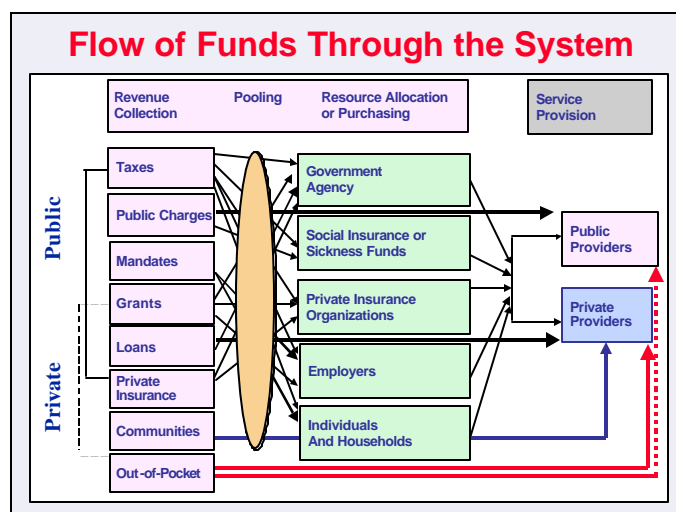 Flow of Funds Through the System
Revenue
Collection
Pooling
Resource Allocation
or Purchasing
Service
Provision
Public
Private
Taxes
Public Charges
Mandates
Grants
Loans
Private
Insurance
Communities
Out-of-Pocket
Government
Agency
Social Insurance or
Sickness Funds
Private Insurance
Organizations
Employers
Individuals
And Households
Public
Providers
Private
Providers